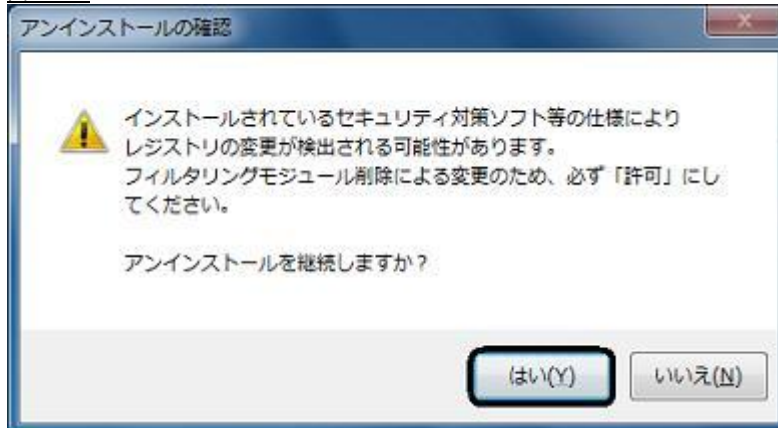 アンインストールの確認
インストールされているセキュリティ対策ソフト等の仕様により
レジストリの変更が検出される可能性があります。
フィルタリングモジュール削除による変更のため、必ず「許可」にし
てください。
アンインストールを継続しますか？
はい(Y)
いいえ(N)